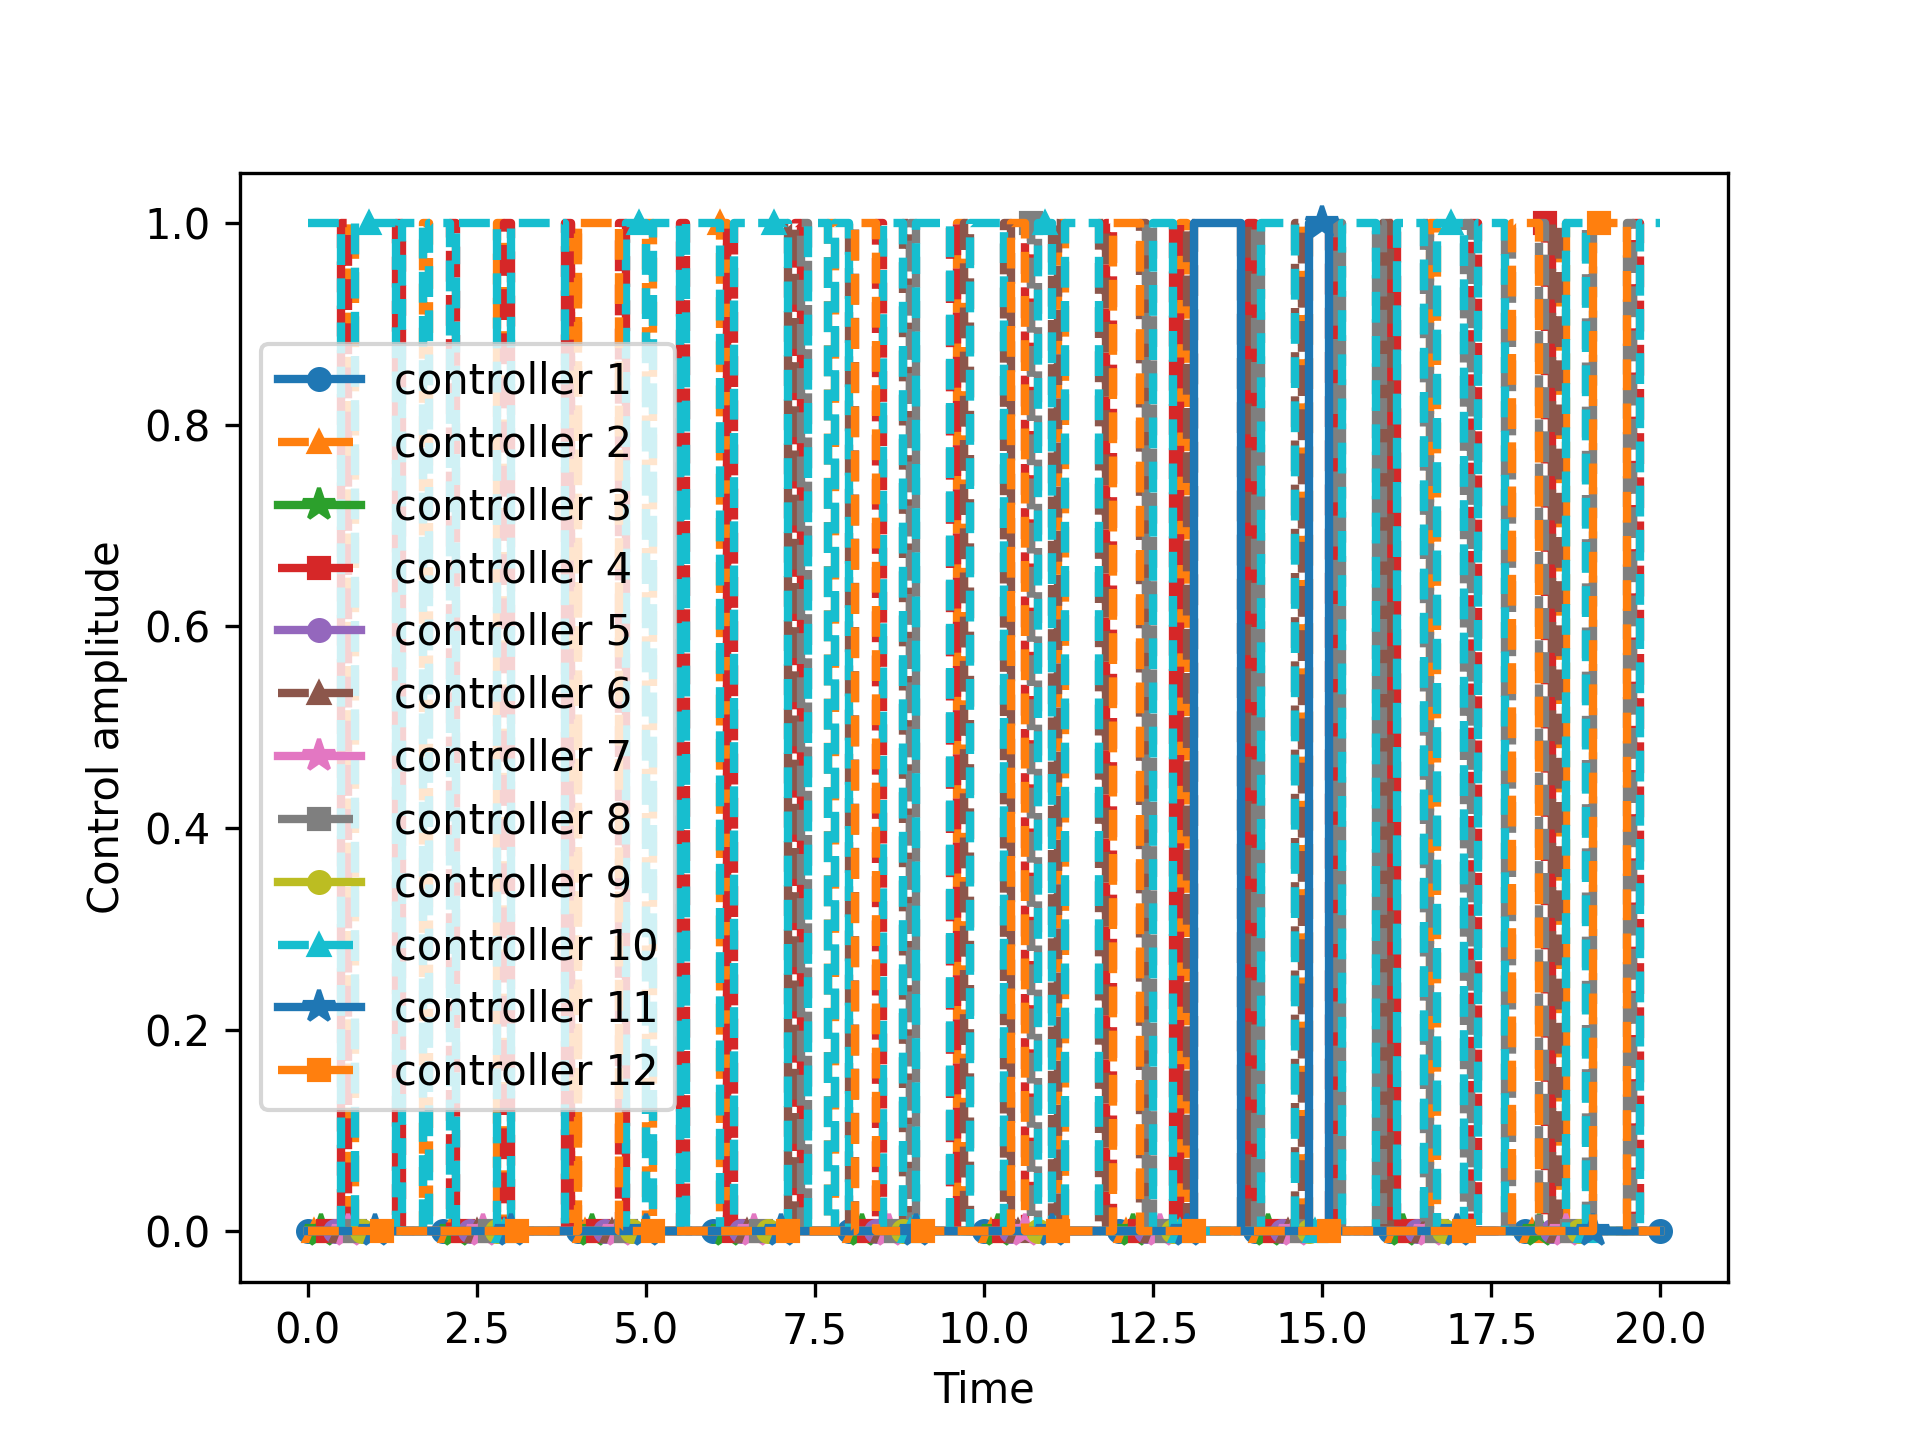 1.0
0.8
0.6
0.4
0.2
0.0
Control amplitude
controller 1
controller 2
controller 3
controller 4
controller 5
controller 6
controller 7
controller 8
controller 9
controller 10
controller 11
controller 12
0.0 2.5 5.0 7.5 10.0 12.5 15.0 17.5 20.0
Time